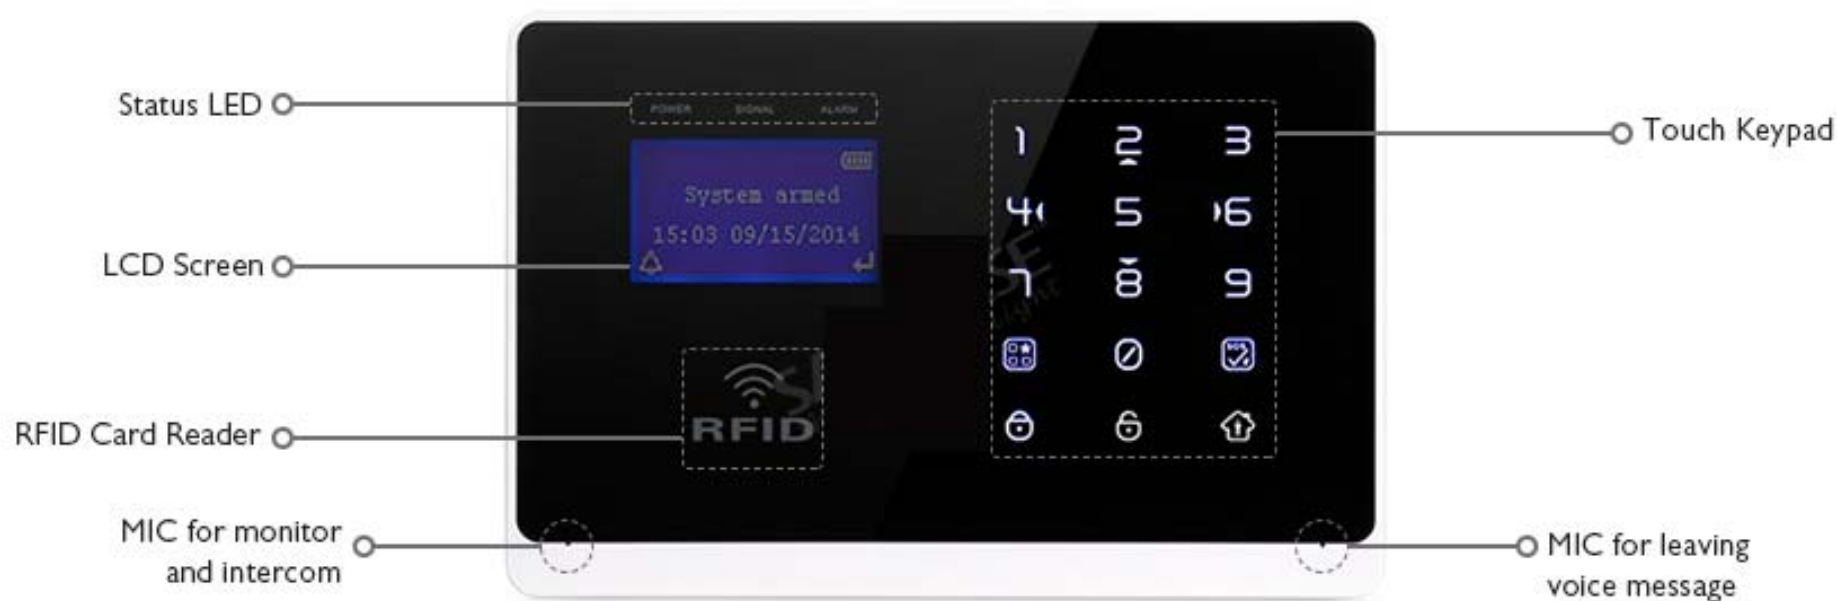 Status LED
POWER SIGNAL ALARM
System armed
15:03 09/15/2014
LCD Screen
RFID
RFID Card Reader
MIC for monitor
and intercom
1 2 3
4 5 6
7 8 9
0
SOS
Touch Keypad
MIC for leaving
voice message